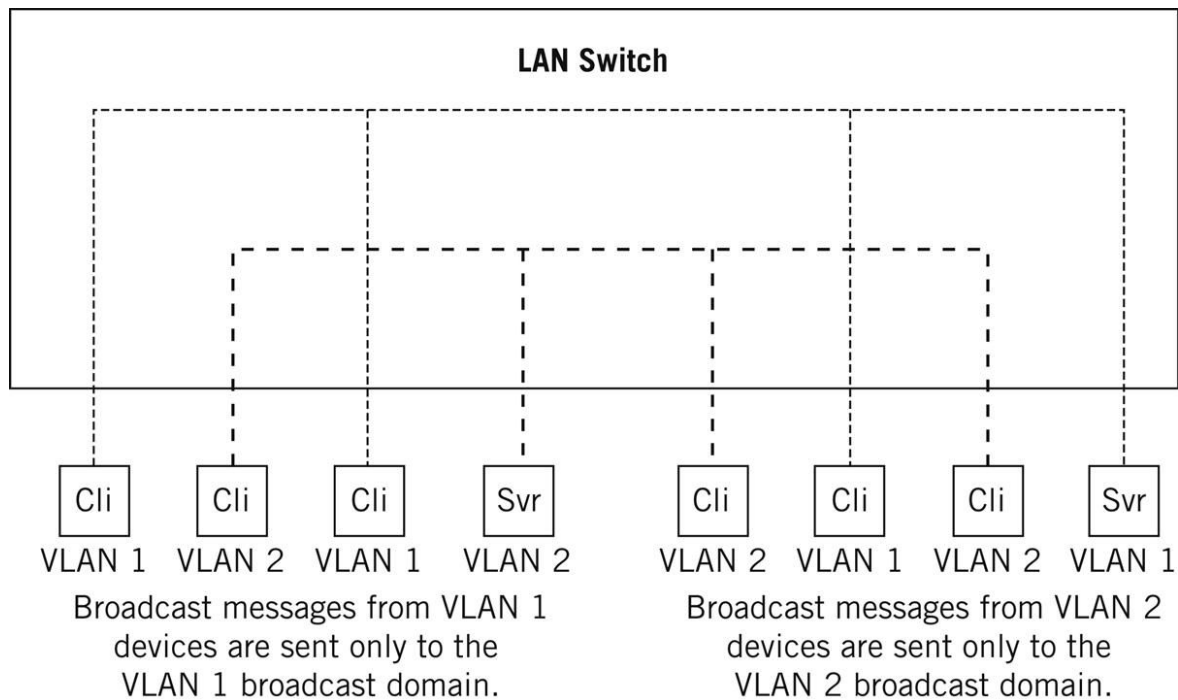 LAN Switch
Cli Cli Cli Svr Cli Cli Cli Svr
VLAN 1 VLAN 2 VLAN 1 VLAN 2 VLAN 2 VLAN 1 VLAN 2 VLAN 1
Broadcast messages from VLAN 1
devices are sent only to the
VLAN 1 broadcast domain.
Broadcast messages from VLAN 2
devices are sent only to the
VLAN 2 broadcast domain.